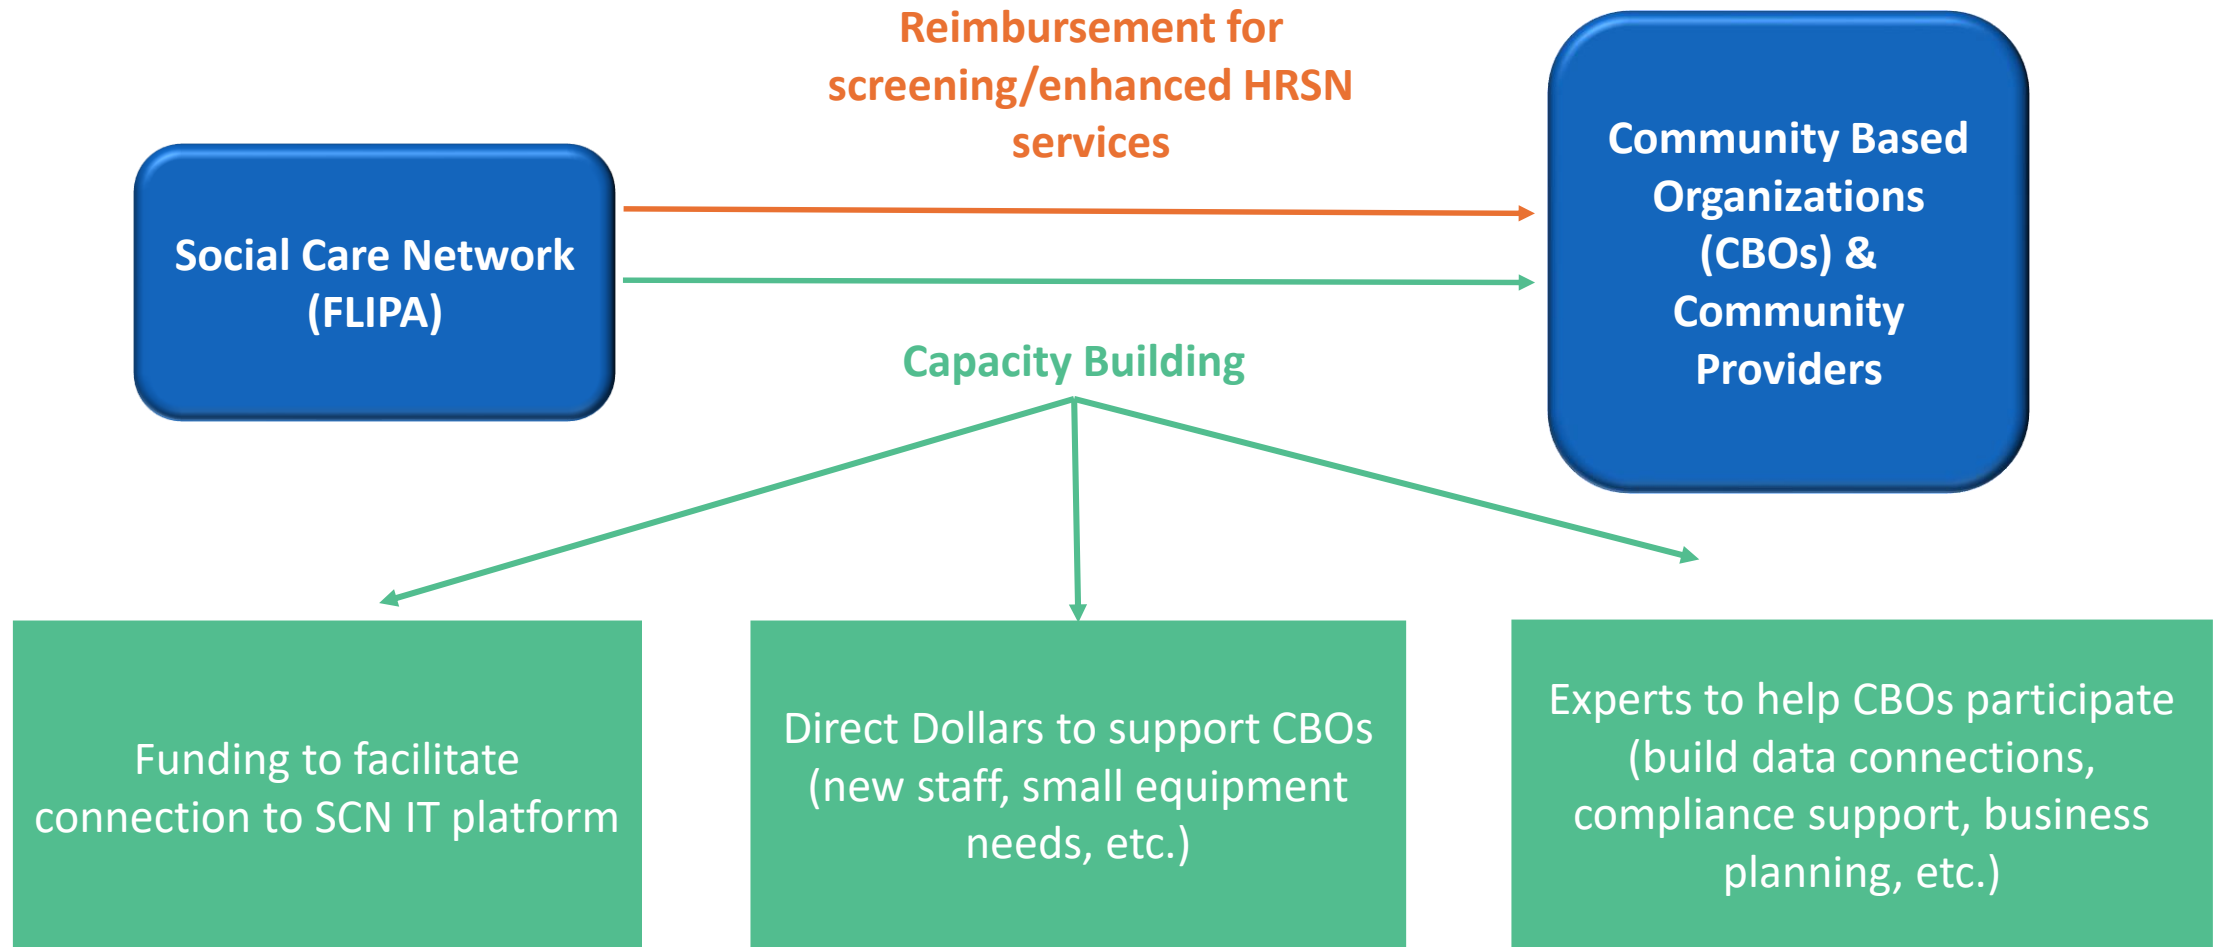 Reimbursement for
screening/enhanced HRSN
services
Social Care Network
(FLIPA)
Community Based
Organizations
(CBOs) &
Community
Providers
Capacity Building
Funding to facilitate
connection to SCN IT platform
Direct Dollars to support CBOs
(new staff, small equipment
needs, etc.)
Experts to help CBOs participate
(build data connections,
compliance support, business
planning, etc.)